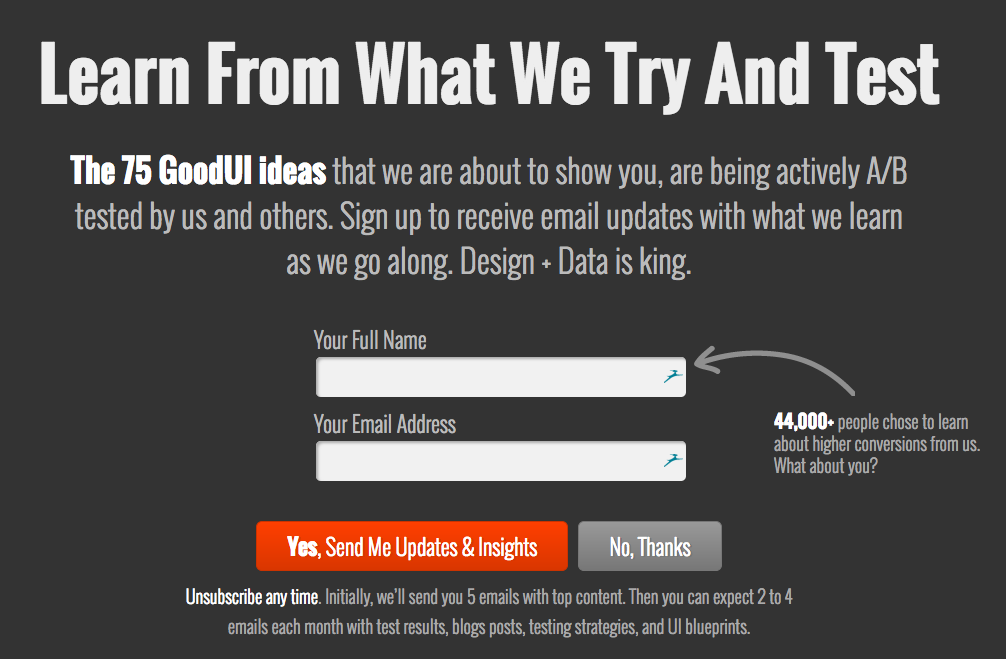 Learn From What We Try And Test
The 75 GoodUI ideas that we are about to show you, are being actively A/B
tested by us and others. Sign up to receive email updates with what we learn
as we go along. Design + Data is king.
Your Full Name
Your Email Address
44,000+ people chose to learn
about higher conversions from us.
What about you?
Yes, Send Me Updates & Insights
No, Thanks
Unsubscribe any time. Initially, we'll send you 5 emails with top content. Then you can expect 2 to 4
emails each month with test results, blogs posts, testing strategies, and UI blueprints.